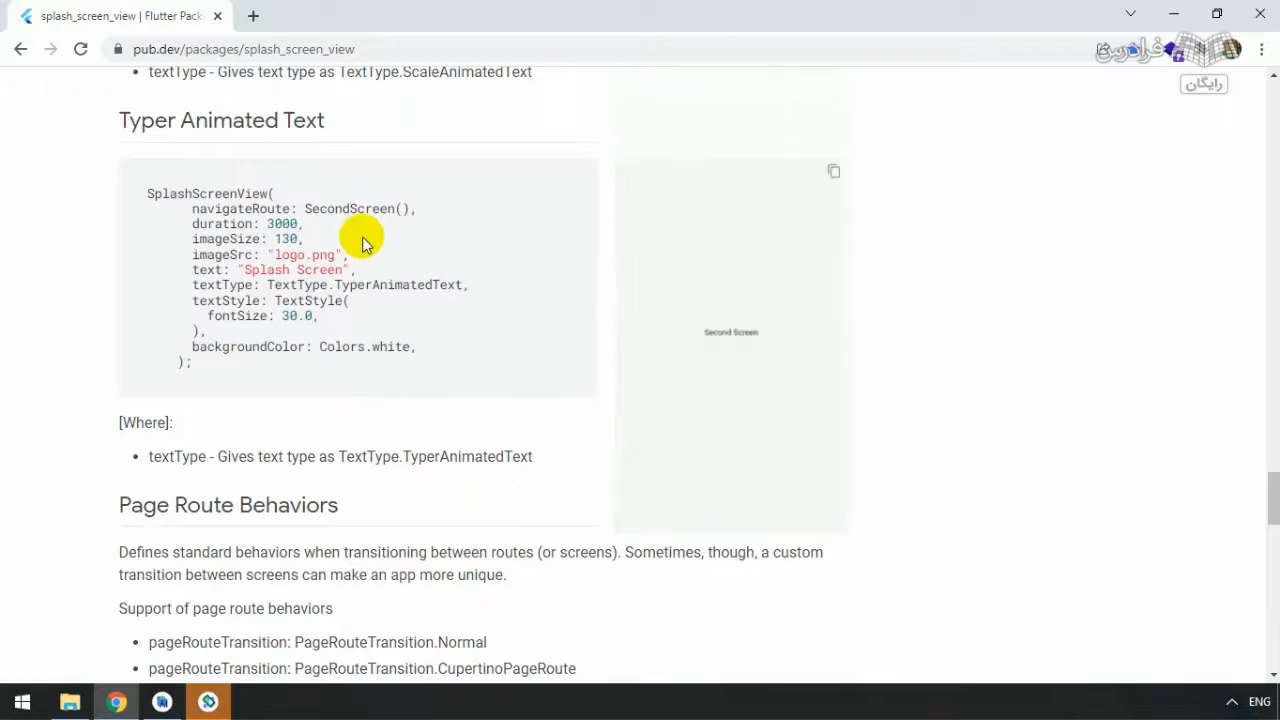 splash_screen_view | Flutter Pack
pub.dev/packages/splash_screen_view
فرادرس
رایگان
• textType - Gives text type as TextType.ScaleAnimatedText
Typer Animated Text
SplashScreenView(
navigateRoute: SecondScreen(),
duration: 3000,
imageSize: 130,
imageSrc: "logo.png",
text: "Splash Screen",
textType: TextType.TyperAnimatedText,
textStyle: TextStyle(
fontSize: 30.0,
),
backgroundColor: Colors.white,
);
Second Screen
[Where]:
• textType - Gives text type as TextType.TyperAnimatedText
Page Route Behaviors
Defines standard behaviors when transitioning between routes (or screens). Sometimes, though, a custom
transition between screens can make an app more unique.
Support of page route behaviors
• pageRouteTransition: PageRouteTransition.Normal
• pageRouteTransition: PageRouteTransition.CupertinoPageRoute
ENG